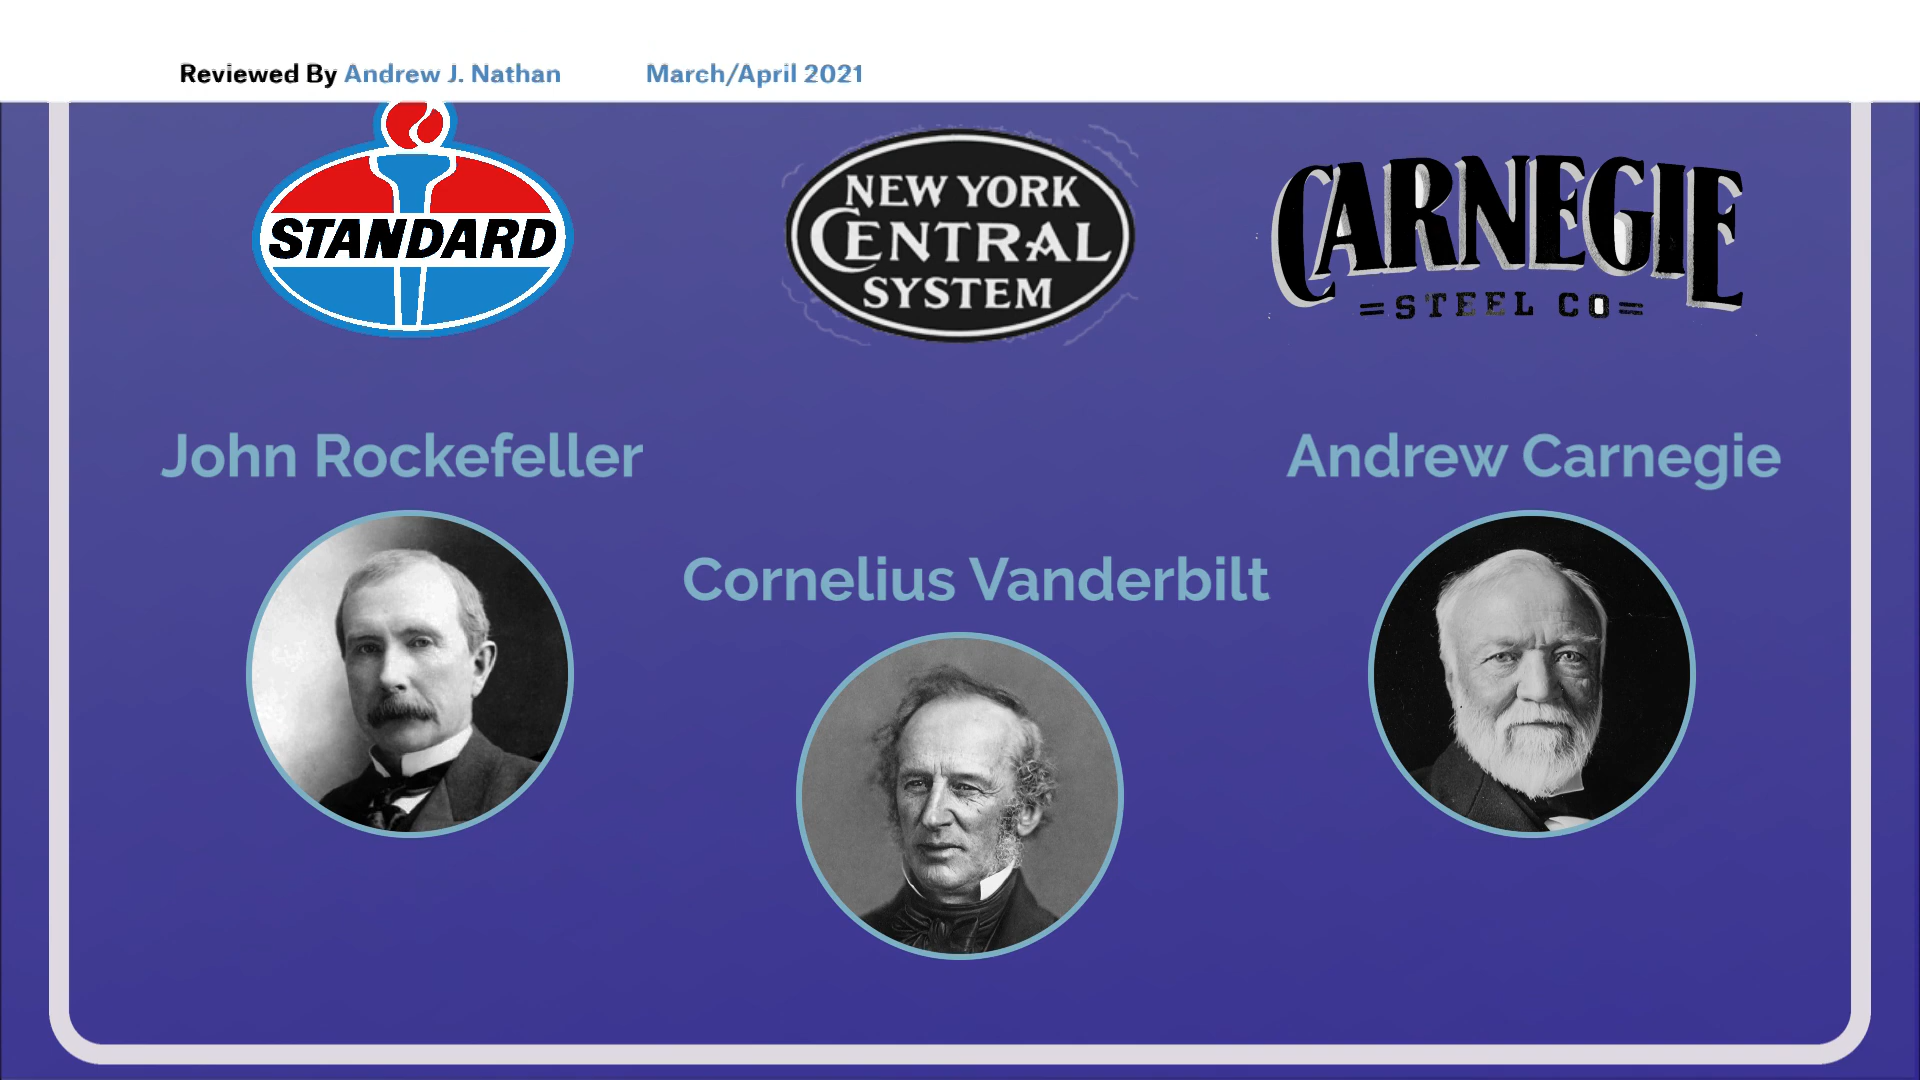 Reviewed By Andrew J. Nathan March/April 2021
STANDARD
NEW YORK
CENTRAL
SYSTEM
CARNEGIE
=STEEL CO=
John Rockefeller
Andrew Carnegie
Cornelius Vanderbilt